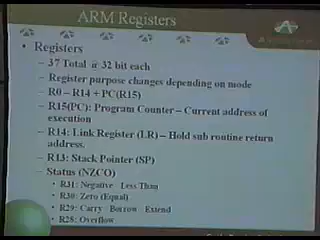 ARM Registers
• Registers
– 37 Total @ 32 bit each
– Register purpose changes depending on mode
– R0 – R14 + PC(R15)
– R15(PC): Program Counter – Current address of
execution
– R14: Link Register (LR) – Hold sub routine return
address.
– R13: Stack Pointer (SP)
– Status (NZCO)
• R31: Negative Less Than
• R30: Zero (Equal)
• R29: Carry Borrow Extend
• R28: Overflow